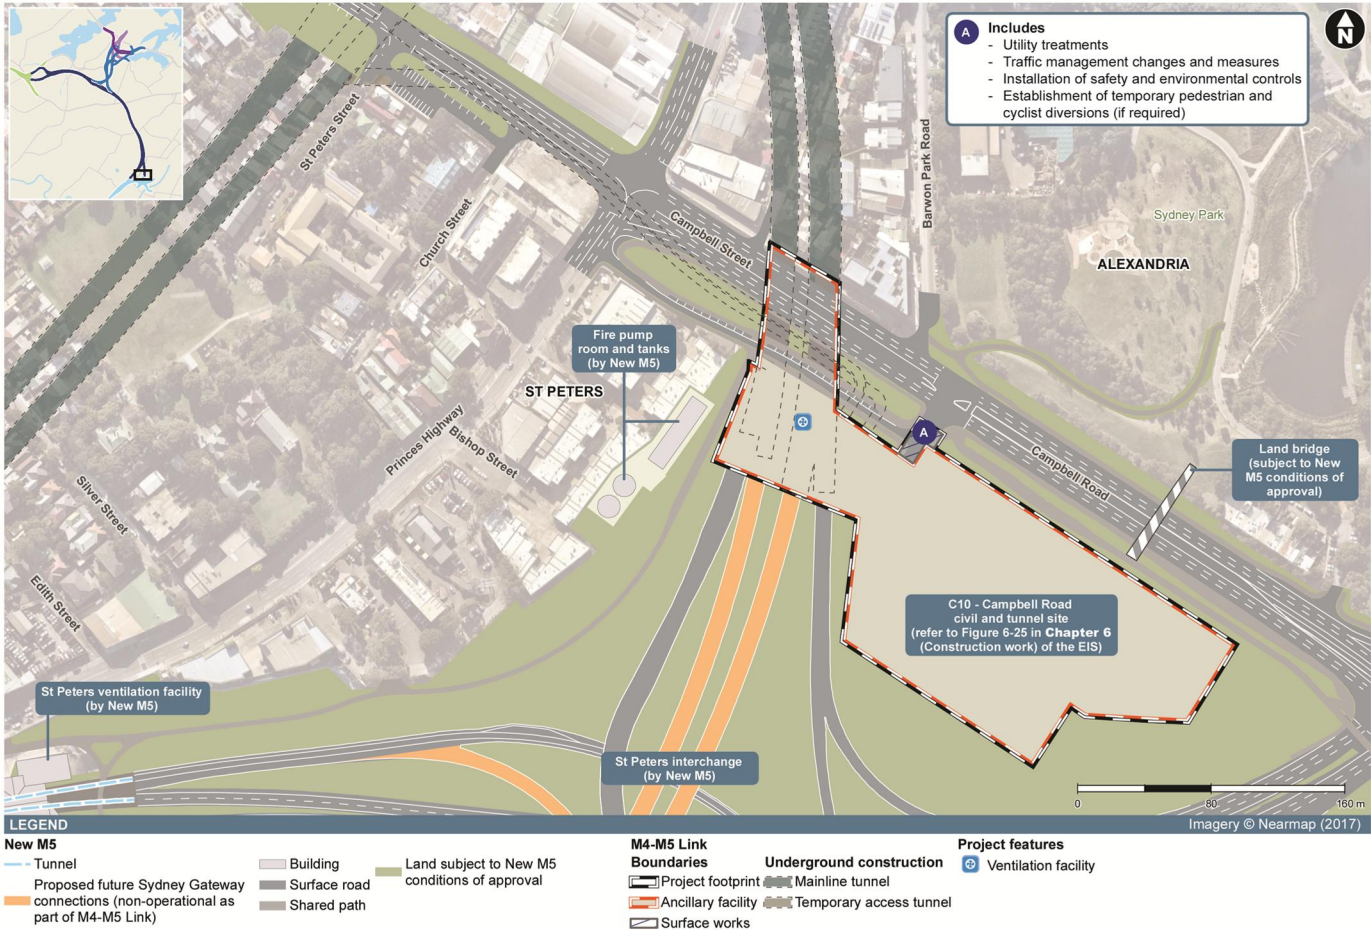 A
Includes
- Utility treatments
- Traffic management changes and measures
- Installation of safety and environmental controls
- Establishment of temporary pedestrian and
cyclist diversions (if required)
N
St Peters Street
Church Street
Campbell Street
Barwon Park Road
Sydney Park
ALEXANDRIA
Fire pump
room and tanks
(by New M5)
ST PETERS
Princes Highway
Bishop Street
A
Campbell Road
Land bridge
(subject to New
M5 conditions of
approval)
Silver Street
Edith Street
C10 - Campbell Road
civil and tunnel site
(refer to Figure 6-25 in Chapter 6
(Construction work) of the EIS)
St Peters ventilation facility
(by New M5)
St Peters interchange
(by New M5)
0 80 160 m
LEGEND
Imagery © Nearmap (2017)
New M5
Tunnel
Proposed future Sydney Gateway
connections (non-operational as
part of M4-M5 Link)
Building
Surface road
Shared path
Land subject to New M5
conditions of approval
M4-M5 Link
Boundaries
Project footprint
Ancillary facility
Surface works
Underground construction
Mainline tunnel
Temporary access tunnel
Project features
Ventilation facility